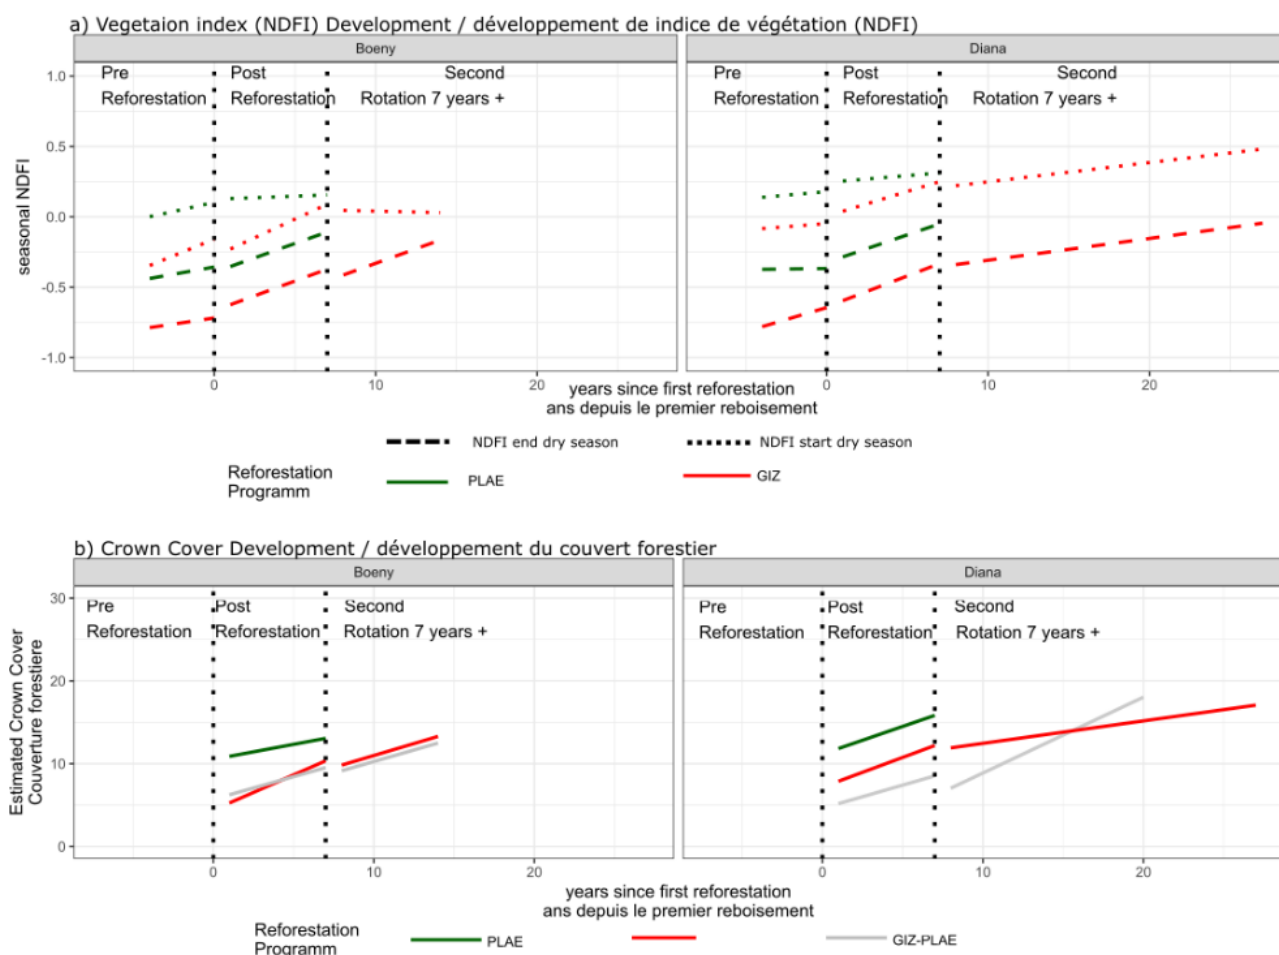 a) Vegetaion index (NDFI) Development / développement de indice de végétation (NDFI)
Boeny
Diana
Pre
Reforestation
Post
Reforestation
Second
Rotation 7 years +
Pre
Reforestation
Post
Reforestation
Second
Rotation 7 years +
seasonal NDFI
1.0
0.5
0.0
-0.5
-1.0
0
10
20
0
10
20
years since first reforestation
ans depuis le premier reboisement
NDFI end dry season
NDFI start dry season
Reforestation
Programm
PLAE
GIZ
b) Crown Cover Development / développement du couvert forestier
Boeny
Diana
Pre
Reforestation
Post
Reforestation
Second
Rotation 7 years +
Pre
Reforestation
Post
Reforestation
Second
Rotation 7 years +
Estimated Crown Cover
Couverture forestiere
30
20
10
0
0
10
20
0
10
20
years since first reforestation
ans depuis le premier reboisement
Reforestation
Programm
PLAE
GIZ-PLAE